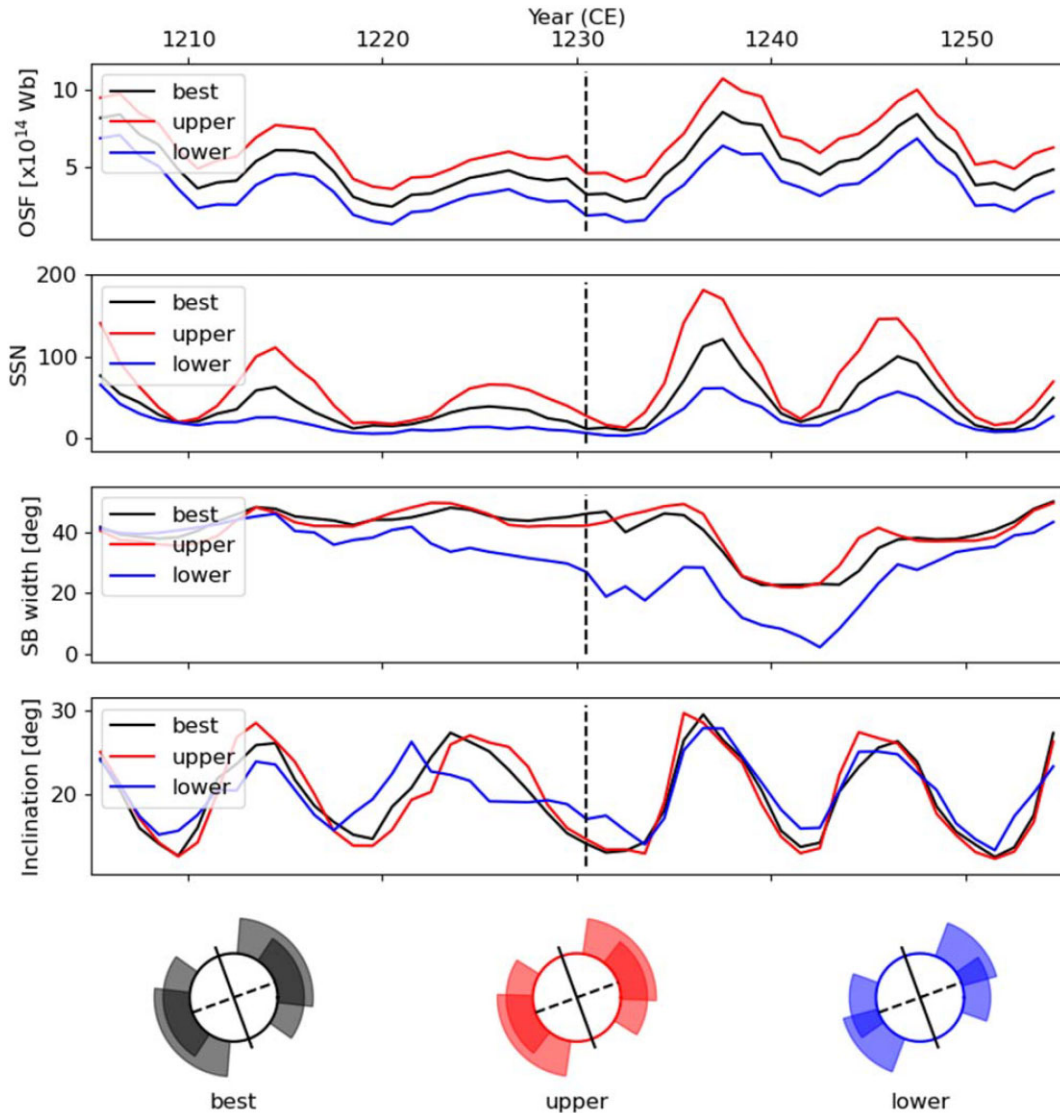 Year (CE)
1210 1220 1230 1240 1250
OSF [x10¹⁴ Wb]
10
5
best
upper
lower
SSN
200
100
0
best
upper
lower
SB width [deg]
40
20
0
best
upper
lower
Inclination [deg]
30
20
best
upper
lower
best upper lower